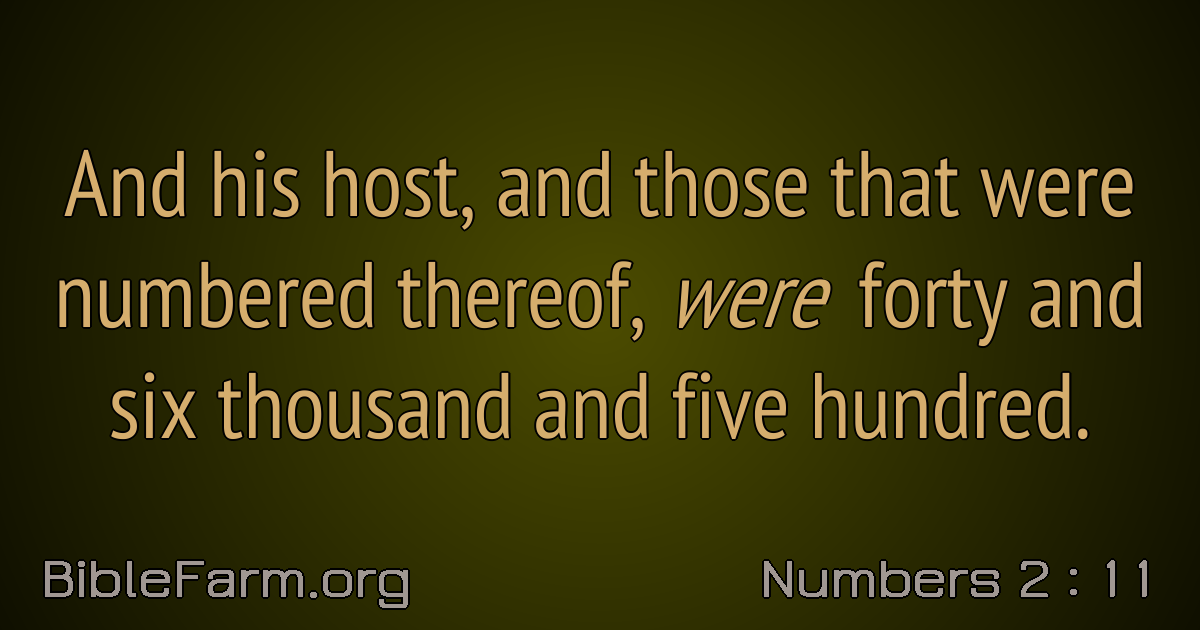 And his host, and those that were
numbered thereof, were forty and
six thousand and five hundred.
BibleFarm.org
Numbers 2 : 11